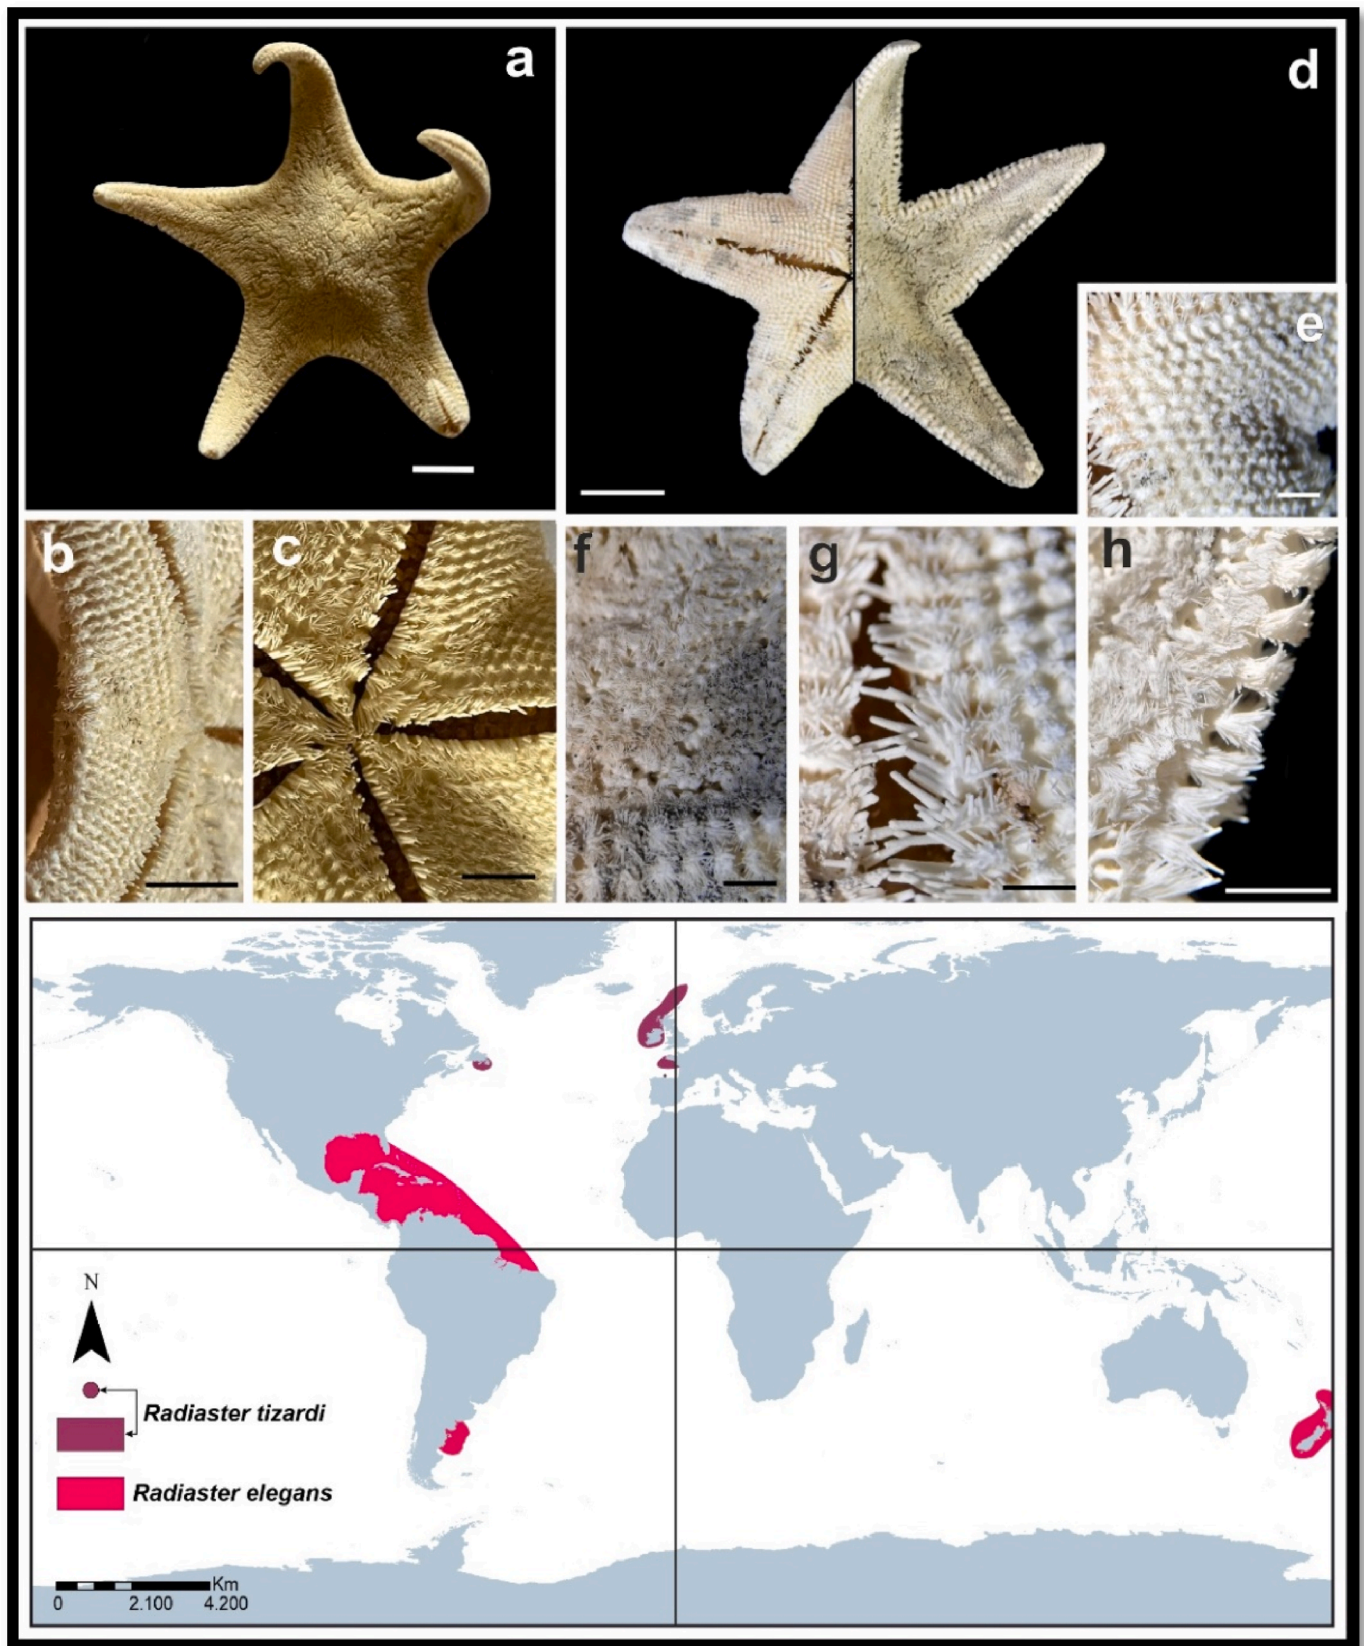 a
d
e
b
c
f
g
h
N
Radiaster tizardi
Radiaster elegans
Km
0 2.100 4.200